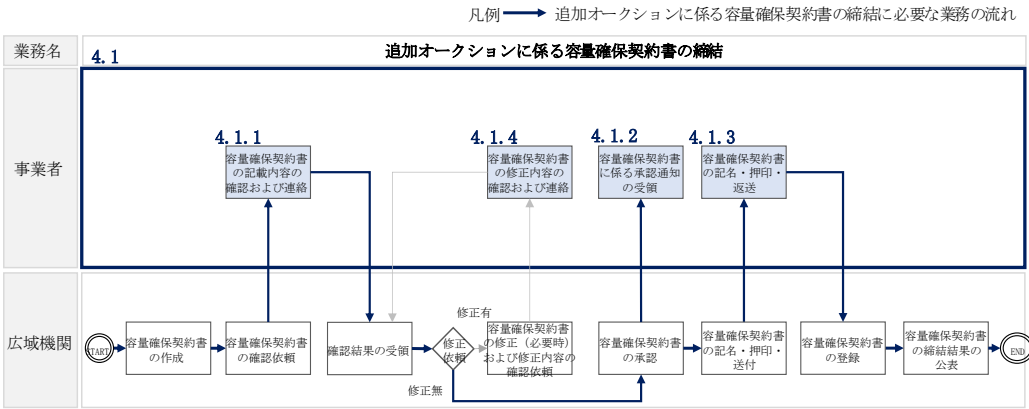 凡例 追加オークションに係る容量確保契約書の締結に必要な業務の流れ
業務名
4.1
追加オークションに係る容量確保契約書の締結
事業者
4.1.1
容量確保契約書
の記載内容の
確認および連絡
4.1.4
容量確保契約書
の修正内容の
確認および連絡
4.1.2
容量確保契約書
に係る承認通知
の受領
4.1.3
容量確保契約書
の記名・押印・
返送
広域機関
START
容量確保契約書
の作成
容量確保契約書
の確認依頼
確認結果の受領
修正
依頼
修正有
修正無
容量確保契約書
の修正（必要時）
および修正内容の
確認依頼
容量確保契約書
の承認
容量確保契約書
の記名・押印・
送付
容量確保契約書
の登録
容量確保契約書
の締結結果の
公表
END